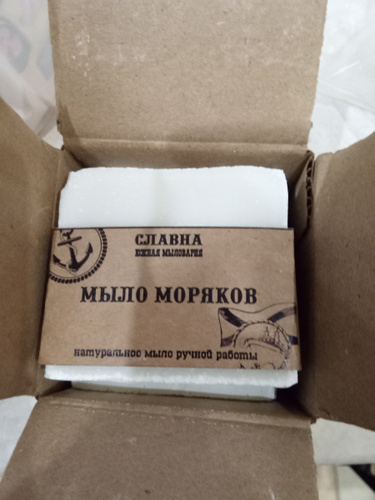 СЛАВНА
ЮЖНАЯ МЫЛОВАРНЯ
МЫЛО МОРЯКОВ
натуральное мыло ручной работы